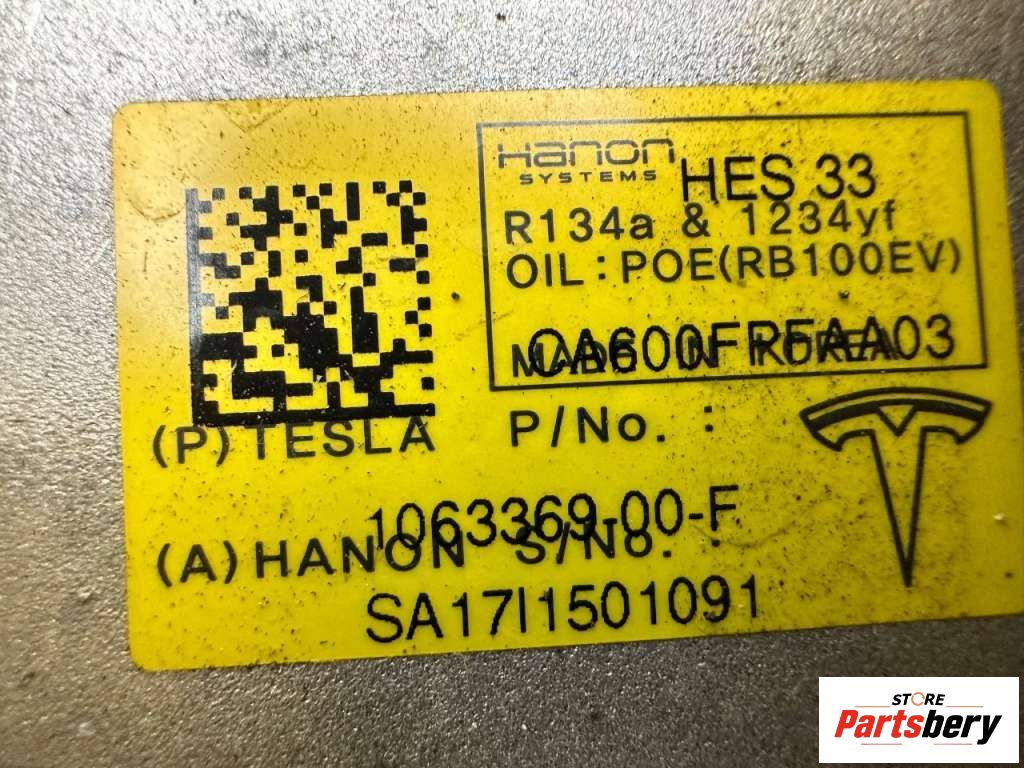 Hanon
SYSTEMS
HES 33
R134a & 1234yf
OIL : POE(RB100EV)
CA600FRFAA03
MADE IN KOREA
(P) TESLA P/No. :
1063369-00-F
(A) HANON S/No. :
SA17I1501091
STORE
Partsbery